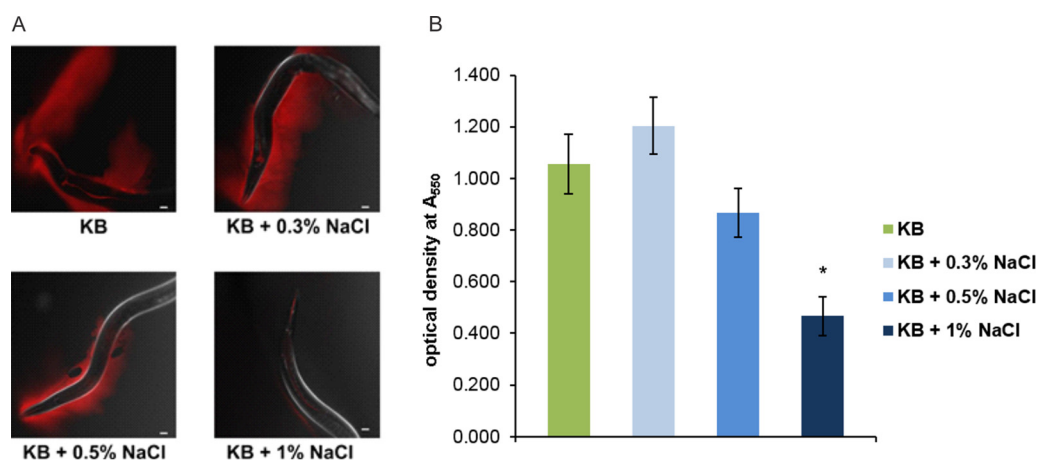 A
KB
KB + 0.3% NaCl
KB + 0.5% NaCl
KB + 1% NaCl
B
optical density at A550
1.400
1.200
1.000
0.800
0.600
0.400
0.200
0.000
*
KB
KB + 0.3% NaCl
KB + 0.5% NaCl
KB + 1% NaCl